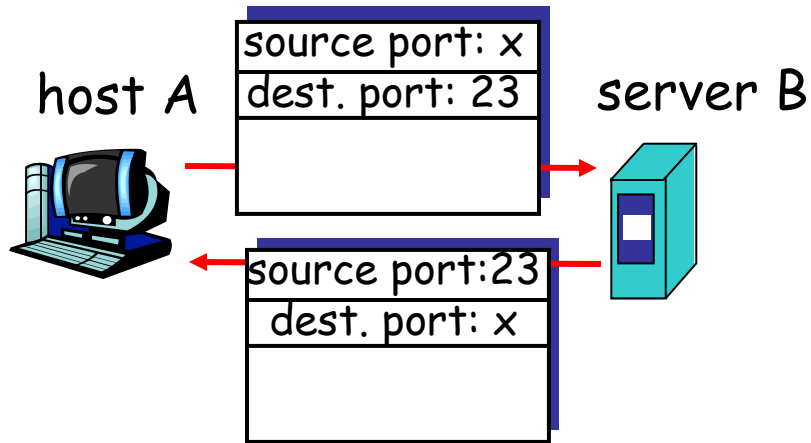 source port: x
dest. port: 23
host A
server B
source port:23
dest. port: x